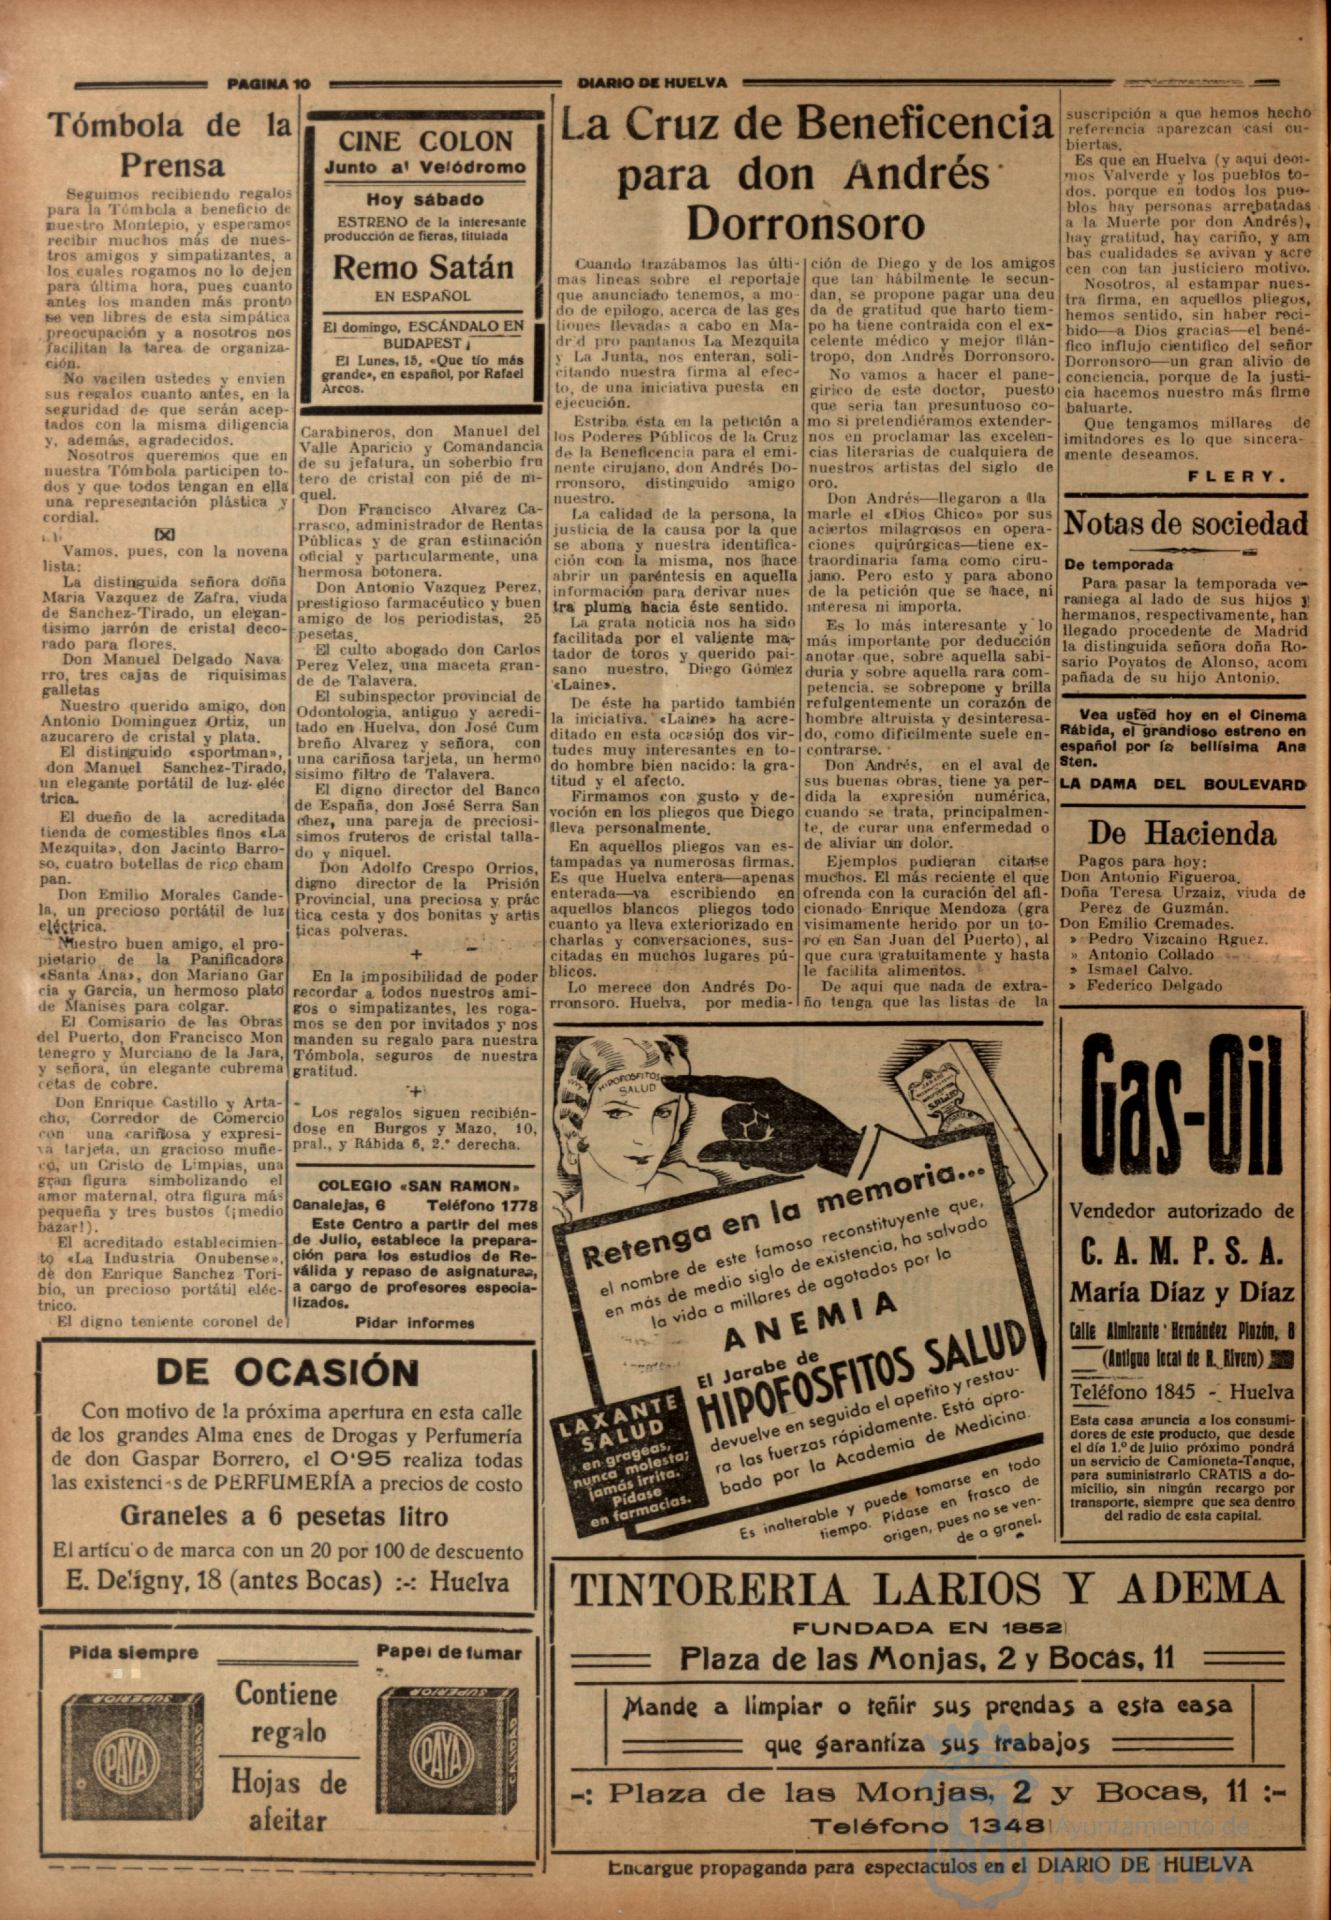 PAGINA 10
DIARIO DE HUELVA
Tómbola de la
Prensa
Seguimos recibiendo regalos
para la Tómbola a beneficio de
nuestro Montepio, y esperamos
recibir muchos más de nues-
tros amigos y simpatizantes, a
los cuales rogamos no lo dejen
para última hora, pues cuanto
antes los manden más pronto
se ven libres de esta simpática
preocupación y a nosotros nos
facilitan la tarea de organiza-
ción.
No vacilen ustedes y envien
sus regalos cuanto antes, en la
seguridad de que serán acep-
tados con la misma diligencia
y, además, agradecidos.
Nosotros queremos que en
nuestra Tómbola participen to-
dos y que todos tengan en ella
una representación plástica y
cordial.
Vamos, pues, con la novena
lista:
La distinguida señora doña
Maria Vazquez de Zafra, viuda
de Sanchez-Tirado, un elegan-
tisimo jarrón de cristal deco-
rado para flores.
Don Manuel Delgado Nava
rro, tres cajas de riquisimas
galletas
Nuestro querido amigo, don
Antonio Dominguez Ortiz, un
azucarero de cristal y plata.
El distinguido «sportman»,
don Manuel Sanchez-Tirado,
un elegante portátil de luz eléc
trica.
El dueño de la acreditada
tienda de comestibles finos «La
Mezquita», don Jacinto Barro-
so, cuatro botellas de rico cham
pan.
Don Emilio Morales Cande-
la, un precioso portátil de luz
eléctrica.
Nuestro buen amigo, el pro-
pietario de la Panificadora
«Santa Ana», don Mariano Gar
cia y Garcia, un hermoso plato
de Manises para colgar.
El Comisario de las Obras
del Puerto, don Francisco Mon
tenegro y Murciano de la Jara,
y señora, un elegante cubrema
cetas de cobre.
Don Enrique Castillo y Arta-
cho, Corredor de Comercio
con una cariñosa y expresi-
va tarjeta, un gracioso muñe-
co, un Cristo de Limpias, una
gran figura simbolizando el
amor maternal, otra figura más
pequeña y tres bustos (¡medio
bazar!).
El acreditado establecimien-
to «La Industria Onubense»,
de don Enrique Sanchez Tori-
bio, un precioso portátil eléc-
trico.
El digno teniente coronel de
CINE COLON
Junto al Velódromo
Hoy sábado
ESTRENO de la interesante
producción de fieras, titulada
Remo Satán
EN ESPAÑOL
El domingo, ESCÁNDALO EN
BUDAPEST
El Lunes, 15, «Que tío más
grande», en español, por Rafael
Arcos.
Carabineros, don Manuel del
Valle Aparicio y Comandancia
de su jefatura, un soberbio fru
tero de cristal con pié de ni-
quel.
Don Francisco Alvarez Ca-
rrasco, administrador de Rentas
Públicas y de gran estimación
oficial y particularmente, una
hermosa botonera.
Don Antonio Vazquez Perez,
prestigioso farmacéutico y buen
amigo de los periodistas, 25
pesetas.
El culto abogado don Carlos
Perez Velez, una maceta gran-
de de Talavera.
El subinspector provincial de
Odontologia, antiguo y acredi-
tado en Huelva, don José Cum
breño Alvarez y señora, con
una cariñosa tarjeta, un hermo
sisimo filtro de Talavera.
El digno director del Banco
de España, don José Serra San
chez, una pareja de preciosi-
simos fruteros de cristal talla-
do y niquel.
Don Adolfo Crespo Orrios,
digno director de la Prisión
Provincial, una preciosa y prác
tica cesta y dos bonitas y artis
ticas polveras.
+
En la imposibilidad de poder
recordar a todos nuestros ami-
gos o simpatizantes, les roga-
mos se den por invitados y nos
manden su regalo para nuestra
Tómbola, seguros de nuestra
gratitud.
+
Los regalos siguen recibién-
dose en Burgos y Mazo, 10,
pral., y Rábida 6, 2.ª derecha.
COLEGIO «SAN RAMON»
Canalejas, 6 Teléfono 1778
Este Centro a partir del mes
de Julio, establece la prepara-
ción para los estudios de Re-
válida y repaso de asignaturas,
a cargo de profesores especia-
lizados.
Pidar informes
La Cruz de Beneficencia
para don Andrés
Dorronsoro
Cuando trazábamos las últi-
mas lineas sobre el reportaje
que anunciado tenemos, a mo-
do de epilogo, acerca de las ges
tiones llevadas a cabo en Ma-
drid pro pantanos La Mezquita
y La Junta, nos enteran, soli-
citando nuestra firma al efec-
to, de una iniciativa puesta en
ejecución.
Estriba ésta en la petición a
los Poderes Públicos de la Cruz
de la Beneficencia para el emi-
nente cirujano, don Andrés Do-
rronsoro, distinguido amigo
nuestro.
La calidad de la persona, la
justicia de la causa por la que
se abona y nuestra identifica-
ción con la misma, nos hace
abrir un paréntesis en aquella
información para derivar nues
tra pluma hacia éste sentido.
La grata noticia nos ha sido
facilitada por el valiente ma-
tador de toros y querido pai-
sano nuestro, Diego Gómez
«Laine».
De éste ha partido también
la iniciativa. «Laine» ha acre-
ditado en esta ocasión dos vir-
tudes muy interesantes en to-
do hombre bien nacido: la gra-
titud y el afecto.
Firmamos con gusto y de-
voción en los pliegos que Diego
lleva personalmente.
En aquellos pliegos van es-
tampadas ya numerosas firmas.
Es que Huelva entera—apenas
enterada—va escribiendo en
aquellos blancos pliegos todo
cuanto ya lleva exteriorizado en
charlas y conversaciones, sus-
citadas en muchos lugares pú-
blicos.
Lo merece don Andrés Do-
rronsoro. Huelva, por media-
ción de Diego y de los amigos
que tan hábilmente le secun-
dan, se propone pagar una deu
da de gratitud que harto tiem-
po ha tiene contraida con el ex-
celente médico y mejor filán-
tropo, don Andrés Dorronsoro.
No vamos a hacer el pane-
girico de este doctor, puesto
que seria tan presuntuoso co-
mo si pretendiéramos extender-
nos en proclamar las excelen-
cias literarias de cualquiera de
nuestros artistas del siglo de
oro.
Don Andrés—llegaron a lla
marle el «Dios Chico» por sus
aciertos milagrosos en opera-
ciones quirúrgicas—tiene ex-
traordinaria fama como ciru-
jano. Pero esto y para abono
de la petición que se hace, ni
interesa ni importa.
Es lo más interesante y lo
más importante por deducción
anotar que, sobre aquella sabi-
duria y sobre aquella rara com-
petencia, se sobrepone y brilla
refulgentemente un corazón de
hombre altruista y desinteresa-
do, como dificilmente suele en-
contrarse.
Don Andrés, en el aval de
sus buenas obras, tiene ya per-
dida la expresión numérica,
cuando se trata, principalmen-
te, de curar una enfermedad o
de aliviar un dolor.
Ejemplos pudieran citarse
muchos. El más reciente el que
ofrenda con la curación del afi-
cionado Enrique Mendoza (gra
visimamente herido por un to-
ro en San Juan del Puerto), al
que cura gratuitamente y hasta
le facilita alimentos.
De aqui que nada de extra-
ño tenga que las listas de la
suscripción a que hemos hecho
referencia aparezcan casi cu-
biertas.
Es que en Huelva (y aqui deci-
mos Valverde y los pueblos to-
dos, porque en todos los pue-
blos hay personas arrebatadas
a la Muerte por don Andrés),
hay gratitud, hay cariño, y am
bas cualidades se avivan y acre
cen con tan justiciero motivo.
Nosotros, al estampar nues-
tra firma, en aquellos pliegos,
hemos sentido, sin haber reci-
bido—a Dios gracias—el bené-
fico influjo cientifico del señor
Dorronsoro—un gran alivio de
conciencia, porque de la justi-
cia hacemos nuestro más firme
baluarte.
Que tengamos millares de
imitadores es lo que sincera-
mente deseamos.
FLERY.
Notas de sociedad
De temporada
Para pasar la temporada ve-
raniega al lado de sus hijos y
hermanos, respectivamente, han
llegado procedente de Madrid
la distinguida señora doña Ro-
sario Poyatos de Alonso, acom
pañada de su hijo Antonio.
Vea usted hoy en el Cinema
Rábida, el grandioso estreno en
español por la bellísima Ana
Sten.
LA DAMA DEL BOULEVARD
De Hacienda
Pagos para hoy:
Don Antonio Figueroa.
Doña Teresa Urzaiz, viuda de
Perez de Guzmán.
Don Emilio Cremades.
» Pedro Vizcaino Rguez.
» Antonio Collado
» Ismael Calvo.
» Federico Delgado
HIPOFOSFITOS
SALUD
JARABE
SALUD
Retenga en la memoria...
el nombre de este famoso reconstituyente que,
en más de medio siglo de existencia, ha salvado
la vida a millares de agotados por la
ANEMIA
El Jarabe de
HIPOFOSFITOS SALUD
devuelve en seguida el apetito y restau-
ra las fuerzas rápidamente. Está apro-
bado por la Academia de Medicina.
Es inalterable y puede tomarse en todo
tiempo. Pídase en frasco de
origen, pues no se ven-
de a granel.
LAXANTE
SALUD
en grageas,
nunca molesta;
jamás irrita.
Pídase
en farmacias.
Gas-Oil
Vendedor autorizado de
C. A. M. P. S. A.
María Díaz y Díaz
Calle Almirante Hernández Pinzón, 8
(Antiguo local de R. Rivero)
Teléfono 1845 - Huelva
Esta casa anuncia a los consumi-
dores de este producto, que desde
el día 1.º de Julio próximo pondrá
un servicio de Camioneta-Tanque,
para suministrarlo GRATIS a do-
micilio, sin ningún recargo por
transporte, siempre que sea dentro
del radio de esta capital.
DE OCASIÓN
Con motivo de la próxima apertura en esta calle
de los grandes Alma enes de Drogas y Perfumería
de don Gaspar Borrero, el 0'95 realiza todas
las existencias de PERFUMERÍA a precios de costo
Graneles a 6 pesetas litro
El artículo de marca con un 20 por 100 de descuento
E. Deligny, 18 (antes Bocas) :-: Huelva
Pida siempre
Papel de fumar
SUPERIOR
PAYA
Contiene
regalo
Hojas de
afeitar
SUPERIOR
PAYA
CALIDAD
TINTORERIA LARIOS Y ADEMA
FUNDADA EN 1852
Plaza de las Monjas, 2 y Bocas, 11
Mande a limpiar o teñir sus prendas a esta casa
que garantiza sus trabajos
-: Plaza de las Monjas, 2 y Bocas, 11 :-
Teléfono 1348
Encargue propaganda para espectaculos en el DIARIO DE HUELVA
Ayuntamiento de
HUELVA